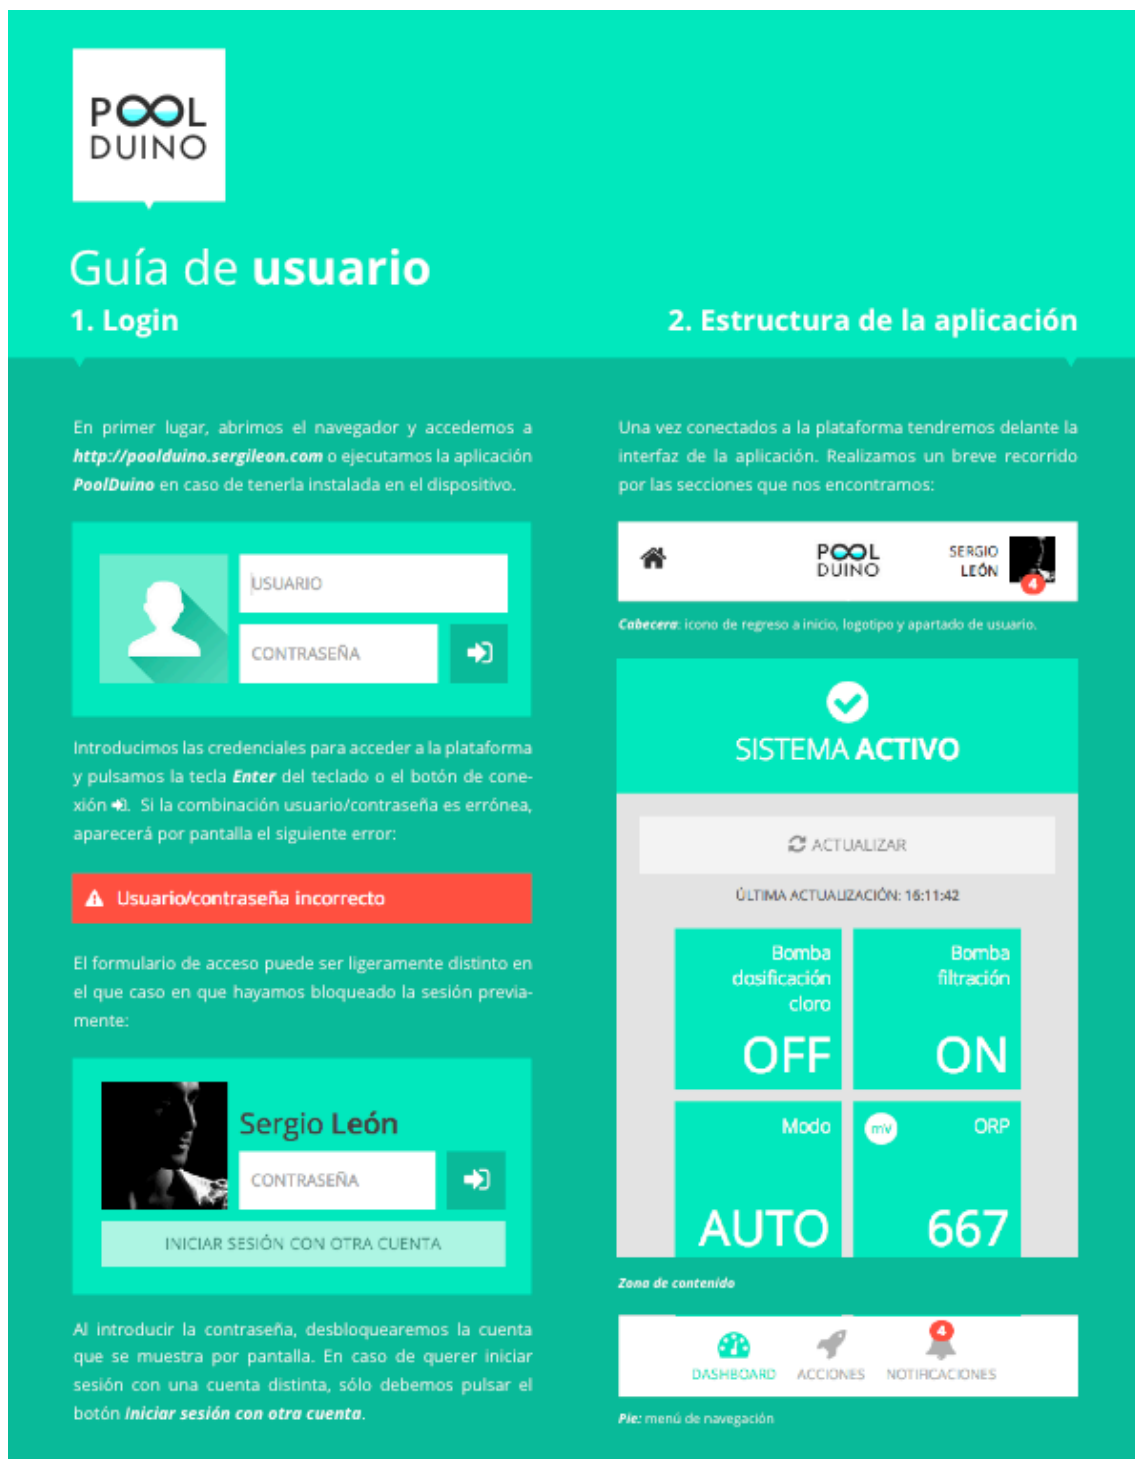 POOL
DUINO
Guía de usuario
1. Login
En primer lugar, abrimos el navegador y accedemos a
http://poolduino.sergileon.com o ejecutamos la aplicación
PoolDuino en caso de tenerla instalada en el dispositivo.
USUARIO
CONTRASEÑA
Introducimos las credenciales para acceder a la plataforma
y pulsamos la tecla Enter del teclado o el botón de cone-
xión . Si la combinación usuario/contraseña es errónea,
aparecerá por pantalla el siguiente error:
Usuario/contraseña incorrecto
El formulario de acceso puede ser ligeramente distinto en
el que caso en que hayamos bloqueado la sesión previa-
mente:
Sergio León
CONTRASEÑA
INICIAR SESIÓN CON OTRA CUENTA
Al introducir la contraseña, desbloquearemos la cuenta
que se muestra por pantalla. En caso de querer iniciar
sesión con una cuenta distinta, sólo debemos pulsar el
botón Iniciar sesión con otra cuenta.
2. Estructura de la aplicación
Una vez conectados a la plataforma tendremos delante la
interfaz de la aplicación. Realizamos un breve recorrido
por las secciones que nos encontramos:
POOL
DUINO
SERGIO
LEÓN
4
Cabecera: icono de regreso a inicio, logotipo y apartado de usuario.
SISTEMA ACTIVO
ACTUALIZAR
ÚLTIMA ACTUALIZACIÓN: 16:11:42
Bomba
dosificación
cloro
OFF
Bomba
filtración
ON
Modo
AUTO
mV
ORP
667
Zona de contenido
4
DASHBOARD
ACCIONES
NOTIFICACIONES
Pie: menú de navegación